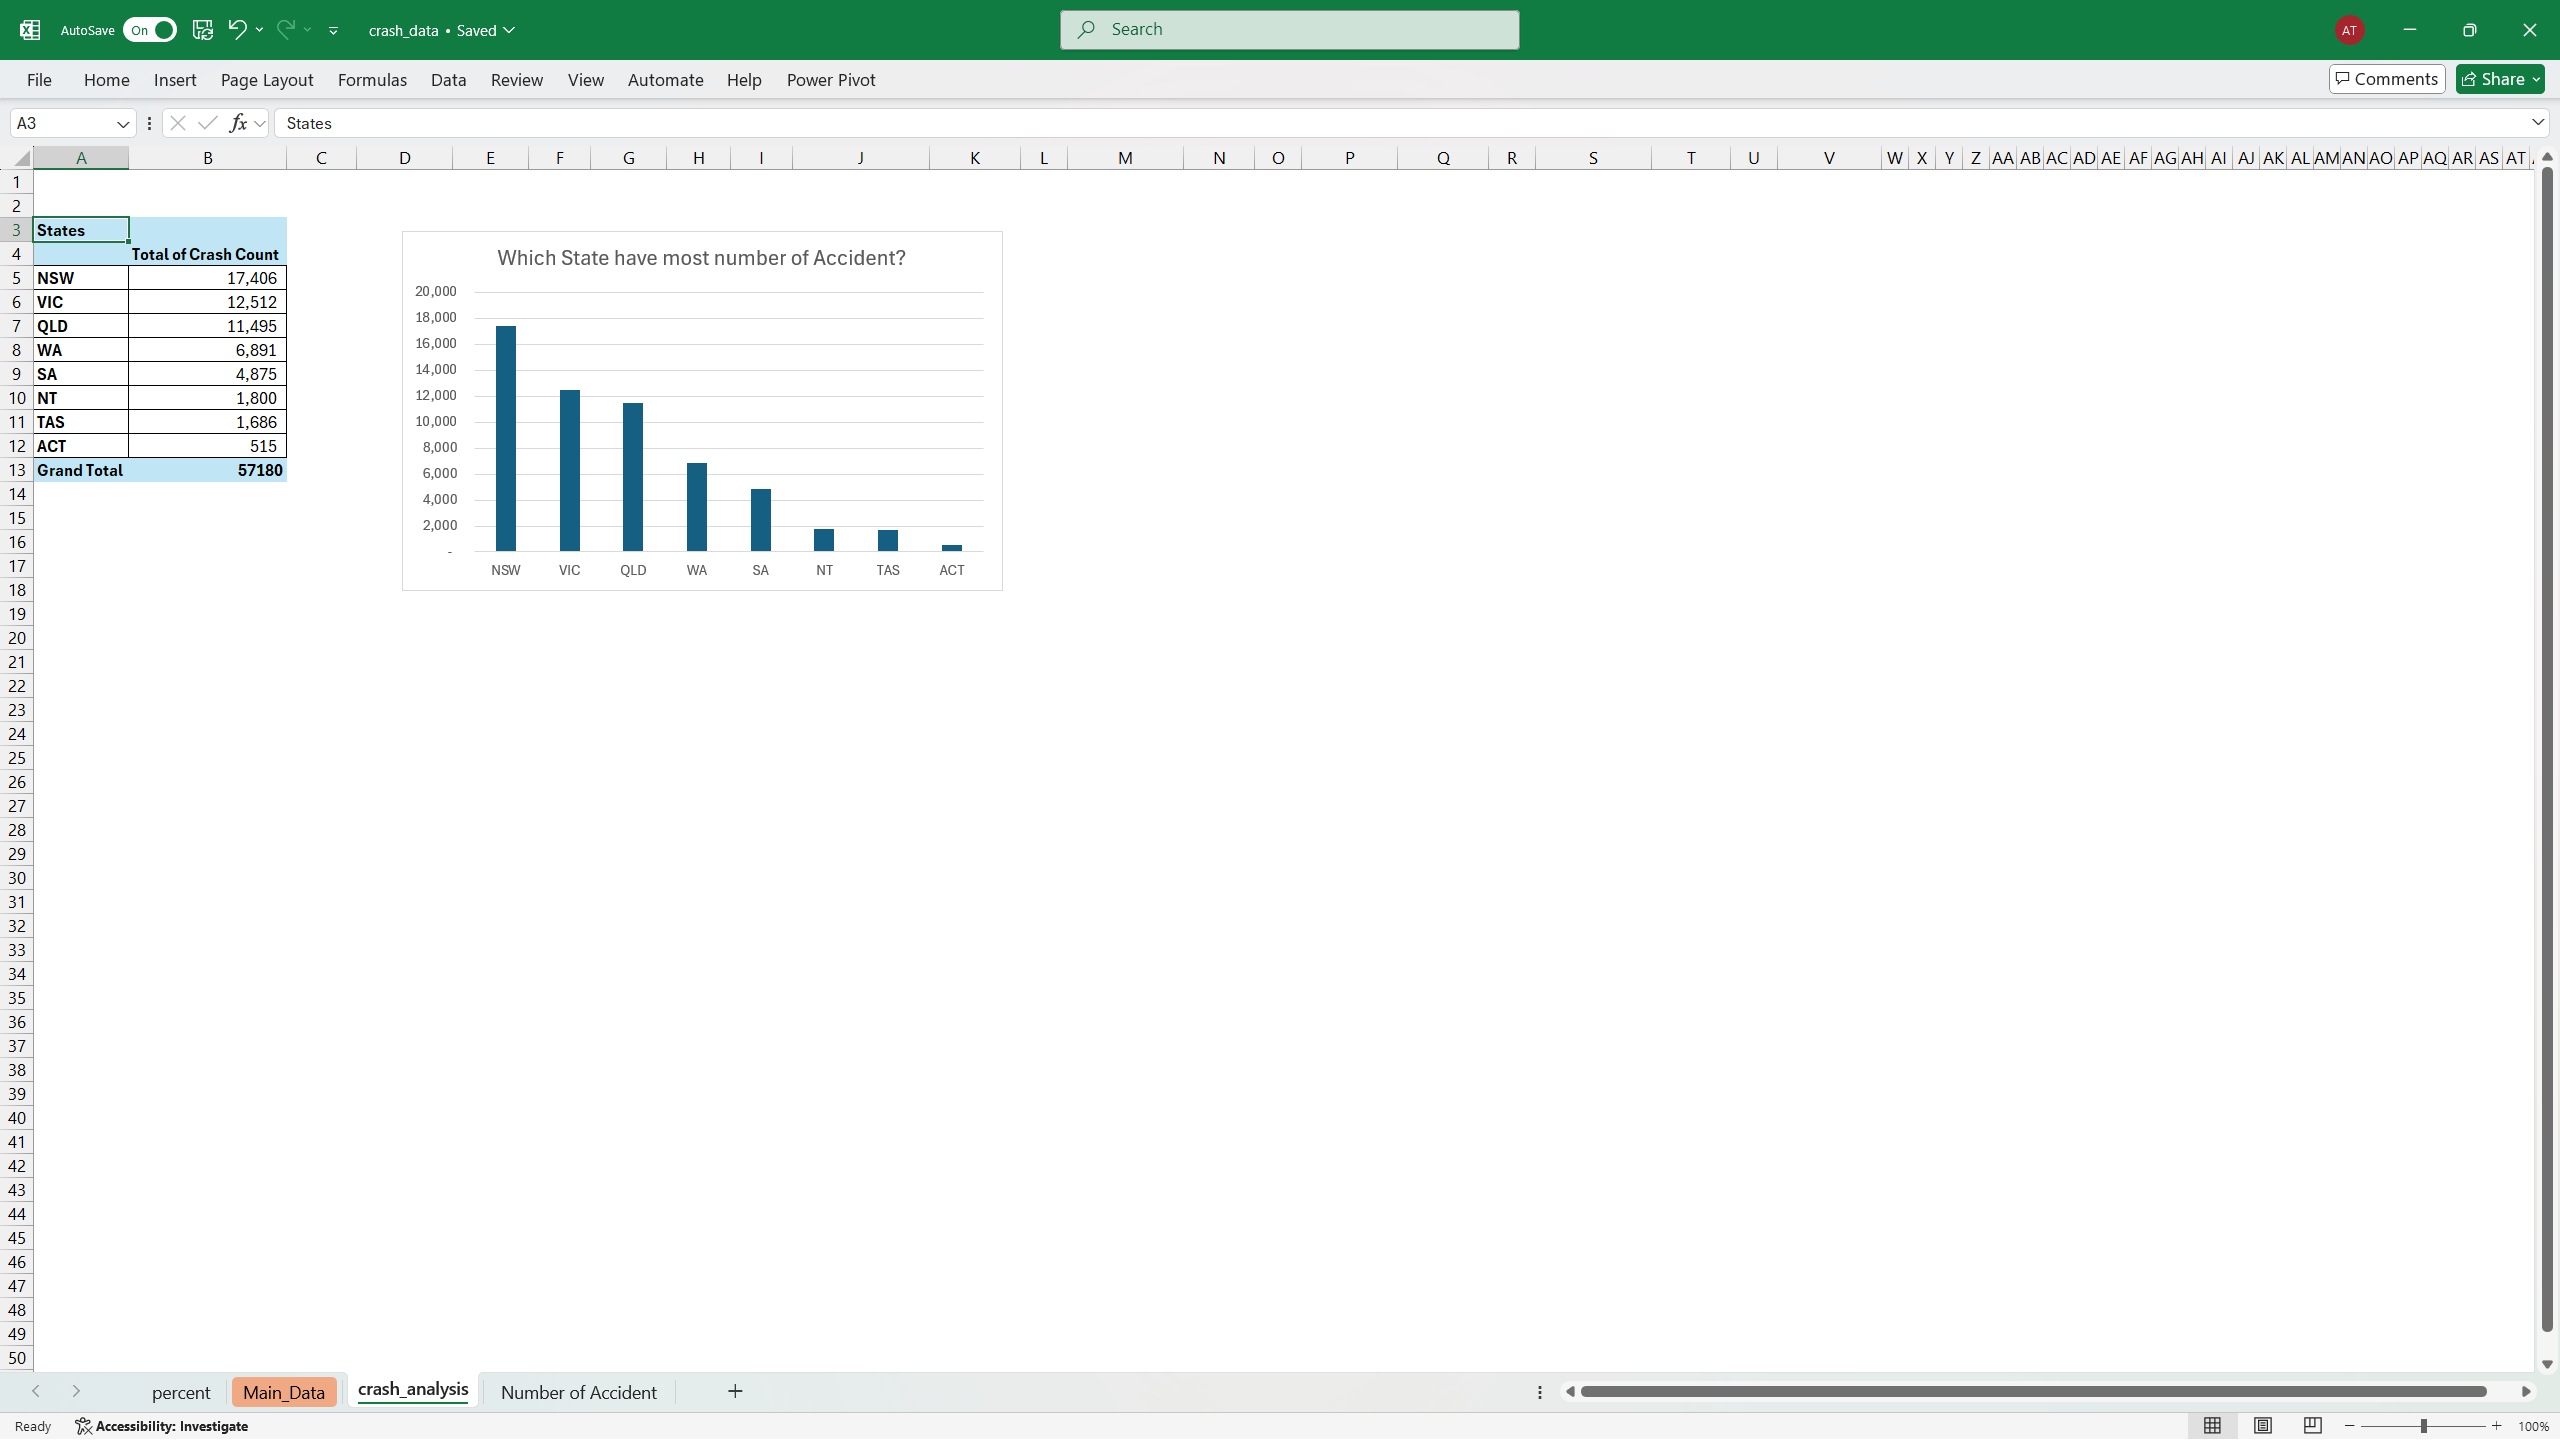 AutoSave On crash_data • Saved Search AT
File Home Insert Page Layout Formulas Data Review View Automate Help Power Pivot Comments Share
A3 fx States
A B C D E F G H I J K L M N O P Q R S T U V W X Y Z AA AB AC AD AE AF AG AH AI AJ AK AL AM AN AO AP AQ AR AS AT
1
2
3 States
4 Total of Crash Count
5 NSW 17,406
6 VIC 12,512
7 QLD 11,495
8 WA 6,891
9 SA 4,875
10 NT 1,800
11 TAS 1,686
12 ACT 515
13 Grand Total 57180
14
15
16
17
18
19
20
21
22
23
24
25
26
27
28
29
30
31
32
33
34
35
36
37
38
39
40
41
42
43
44
45
46
47
48
49
50
Which State have most number of Accident?
20,000
18,000
16,000
14,000
12,000
10,000
8,000
6,000
4,000
2,000
-
NSW VIC QLD WA SA NT TAS ACT
percent Main_Data crash_analysis Number of Accident
Ready Accessibility: Investigate 100%